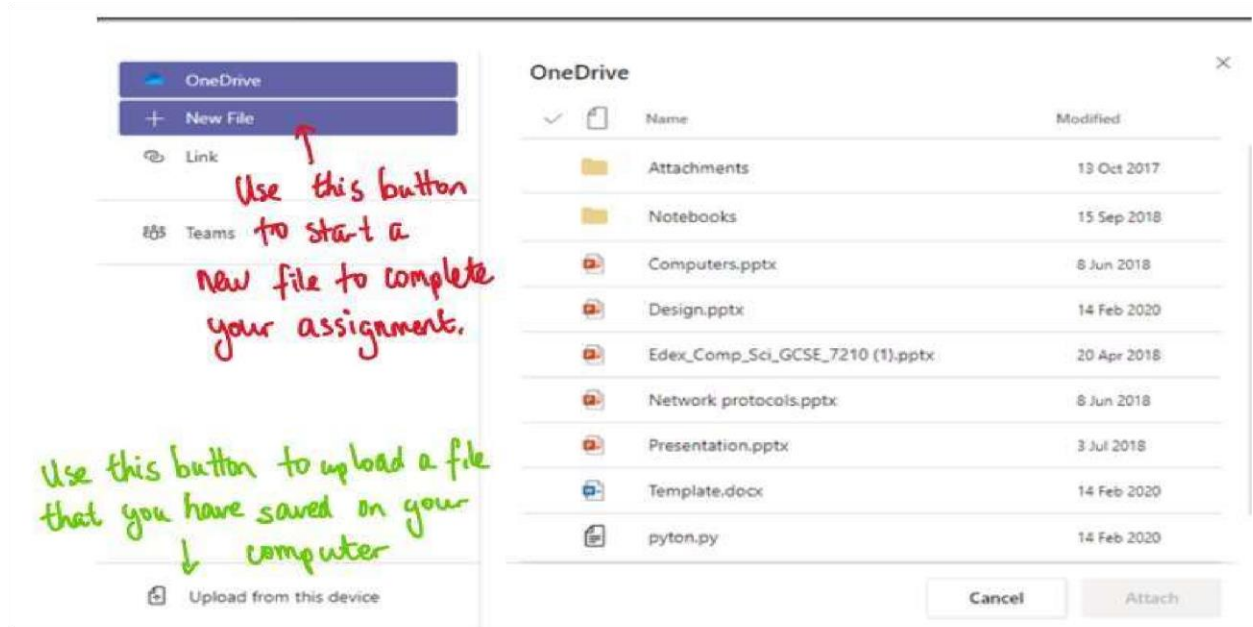 OneDrive
New File
Link
Use this button
Teams to start a
new file to complete
your assignment.
Use this button to upload a file
that you have saved on your
computer
Upload from this device
OneDrive
Name Modified
Attachments 13 Oct 2017
Notebooks 15 Sep 2018
Computers.pptx 8 Jun 2018
Design.pptx 14 Feb 2020
Edex_Comp_Sci_GCSE_7210 (1).pptx 20 Apr 2018
Network protocols.pptx 8 Jun 2018
Presentation.pptx 3 Jul 2018
Template.docx 14 Feb 2020
pyton.py 14 Feb 2020
Cancel Attach